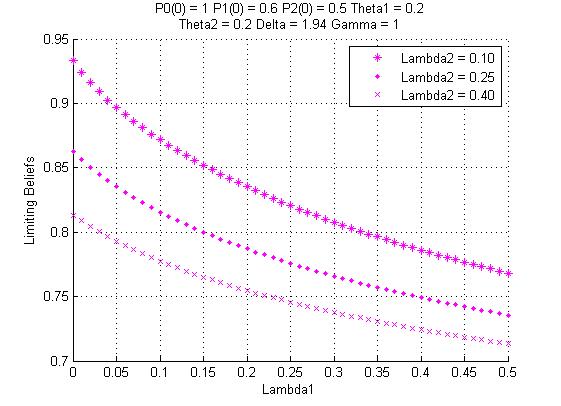 P0(0) = 1 P1(0) = 0.6 P2(0) = 0.5 Theta1 = 0.2
Theta2 = 0.2 Delta = 1.94 Gamma = 1
0.95
0.9
0.85
0.8
0.75
0.7
Limiting Beliefs
Lambda2 = 0.10
Lambda2 = 0.25
Lambda2 = 0.40
0 0.05 0.1 0.15 0.2 0.25 0.3 0.35 0.4 0.45 0.5
Lambda1